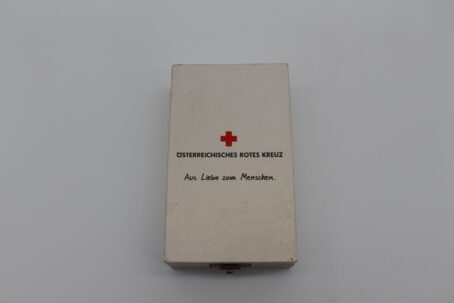 ÖSTERREICHISCHES ROTES KREUZ
Aus Liebe zum Menschen.